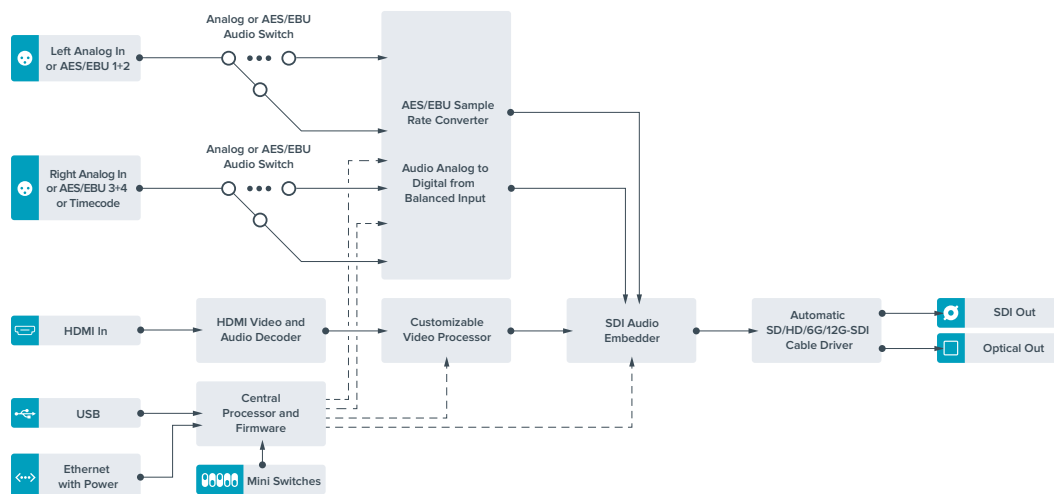 Analog or AES/EBU
Audio Switch
Left Analog In
or AES/EBU 1+2
AES/EBU Sample
Rate Converter
Analog or AES/EBU
Audio Switch
Right Analog In
or AES/EBU 3+4
or Timecode
Audio Analog to
Digital from
Balanced Input
HDMI In
HDMI Video and
Audio Decoder
Customizable
Video Processor
SDI Audio
Embedder
Automatic
SD/HD/6G/12G-SDI
Cable Driver
SDI Out
Optical Out
USB
Central
Processor and
Firmware
Ethernet
with Power
Mini Switches